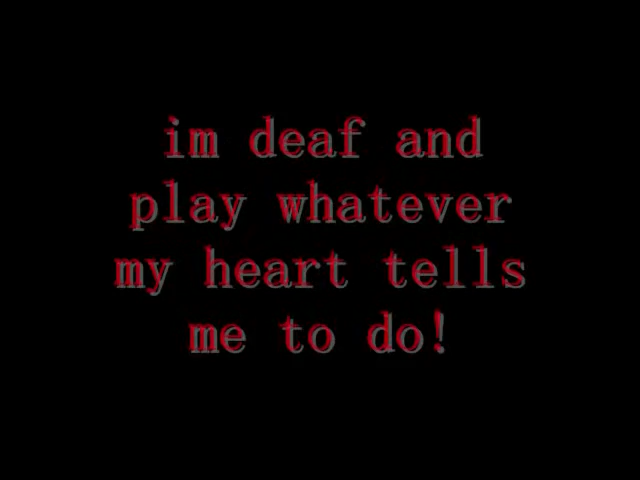 im deaf and
play whatever
my heart tells
me to do!